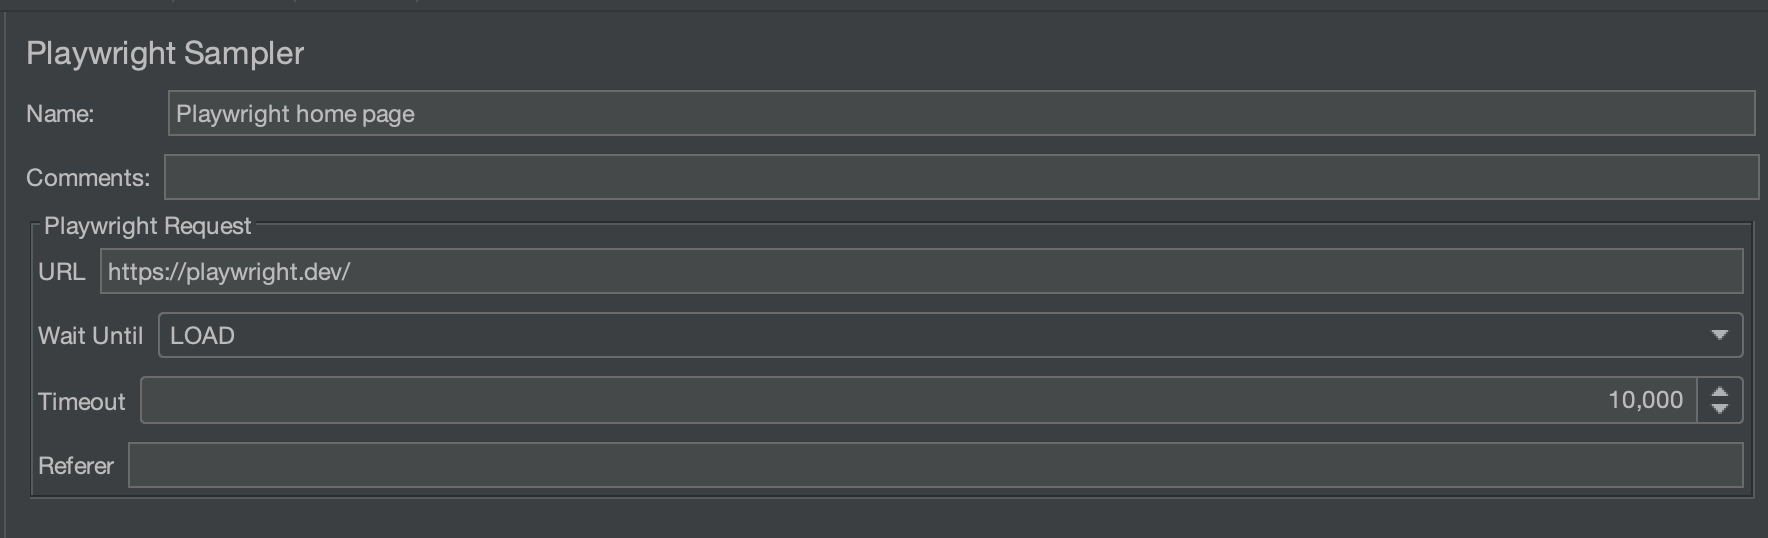 Playwright Sampler
Name: Playwright home page
Comments:
Playwright Request
URL https://playwright.dev/
Wait Until LOAD
Timeout 10,000
Referer